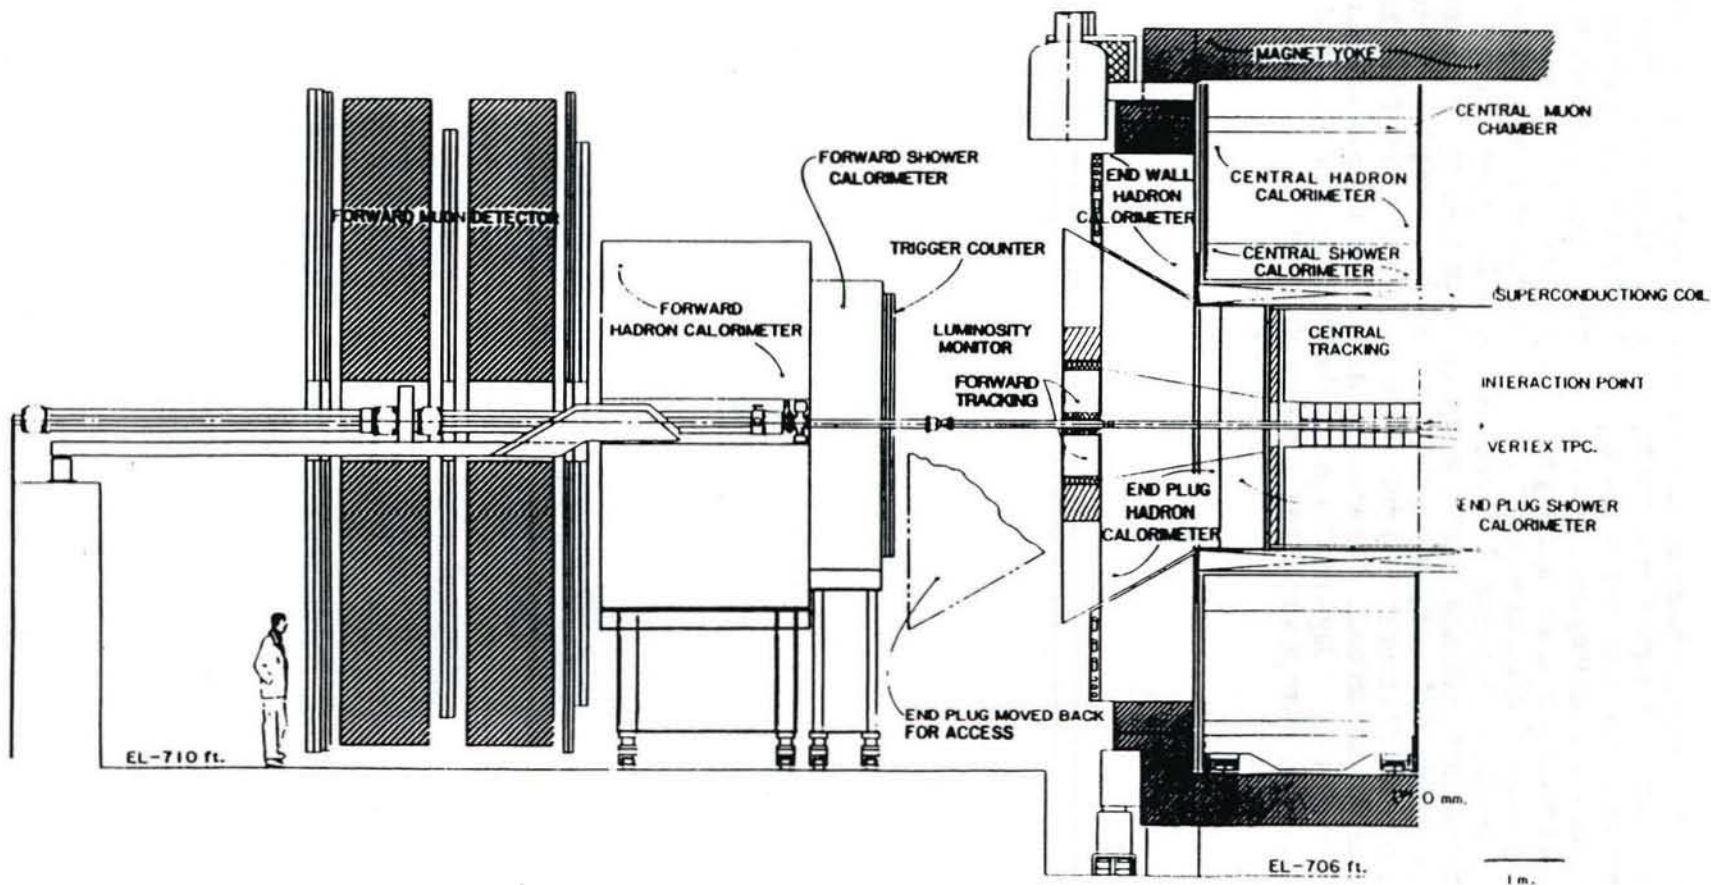 MAGNET YOKE
CENTRAL MUON
CHAMBER
FORWARD SHOWER
CALORIMETER
END WALL
HADRON
CALORIMETER
CENTRAL HADRON
CALORIMETER
FORWARD MUON DETECTOR
TRIGGER COUNTER
CENTRAL SHOWER
CALORIMETER
SUPERCONDUCTIONG COIL
FORWARD
HADRON CALORIMETER
LUMINOSITY
MONITOR
CENTRAL
TRACKING
FORWARD
TRACKING
INTERACTION POINT
VERTEX TPC.
END PLUG
HADRON
CALORIMETER
END PLUG SHOWER
CALORIMETER
END PLUG MOVED BACK
FOR ACCESS
EL-710 ft.
0 mm.
EL-706 ft.
1 m.